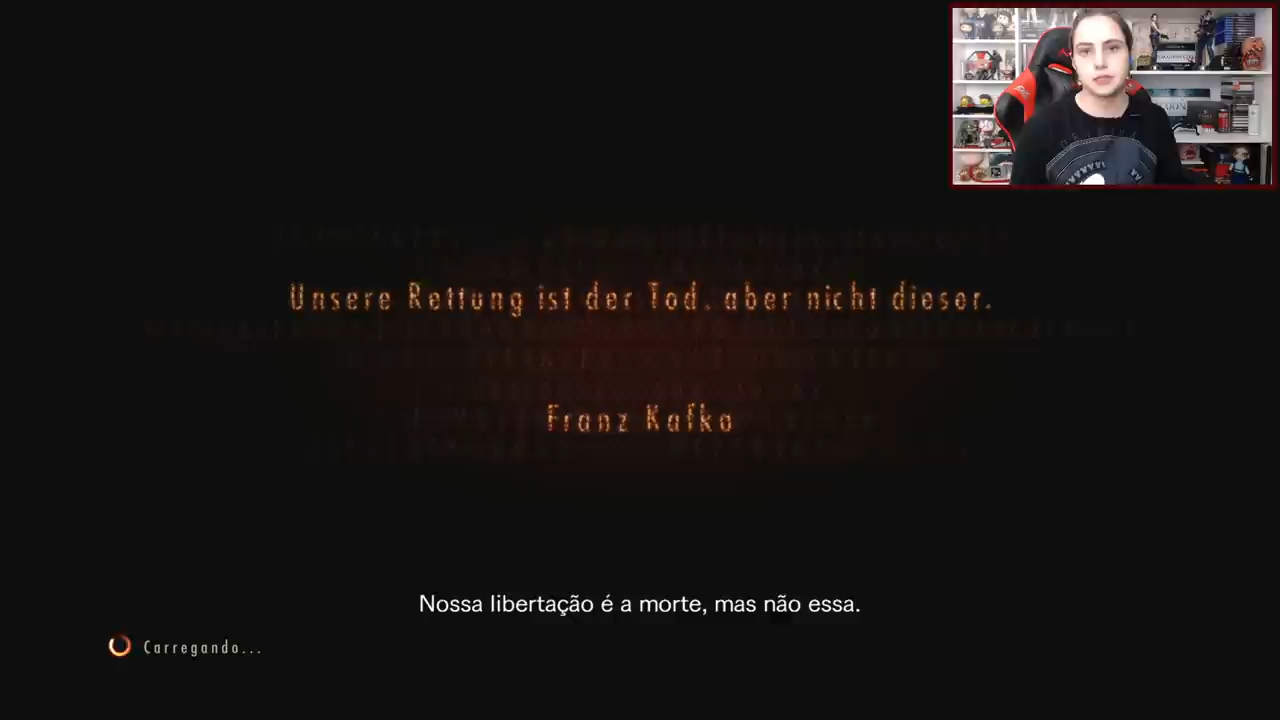 Unsere Rettung ist der Tod, aber nicht dieser.
Franz Kafka
Nossa libertação é a morte, mas não essa.
Carregando...